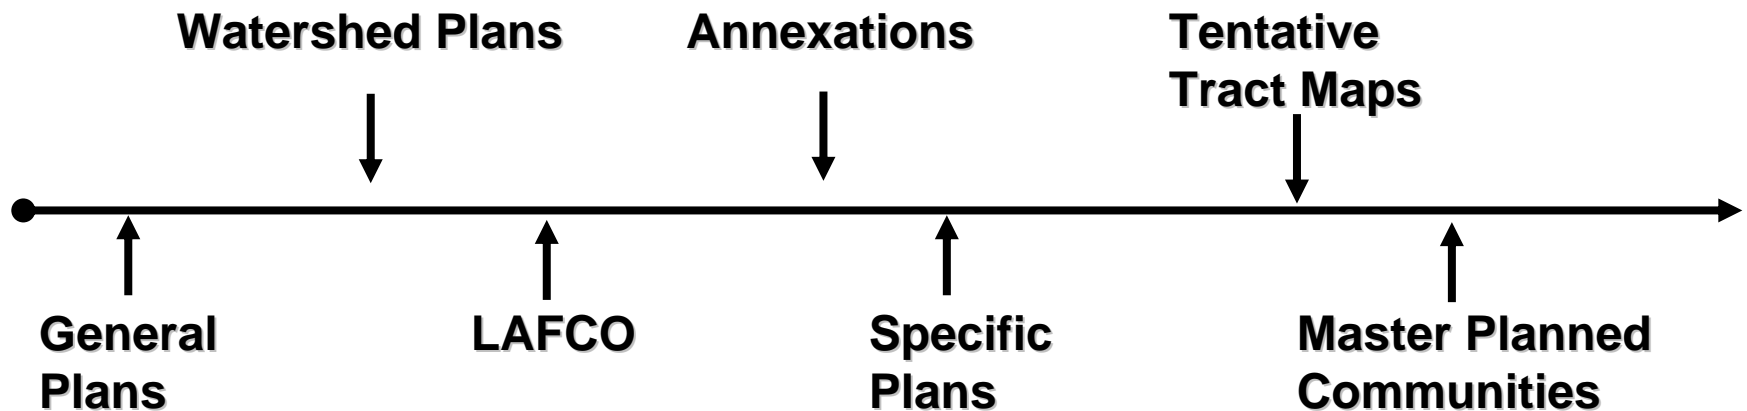 Watershed Plans
Annexations
Tentative
Tract Maps
General
Plans
LAFCO
Specific
Plans
Master Planned
Communities